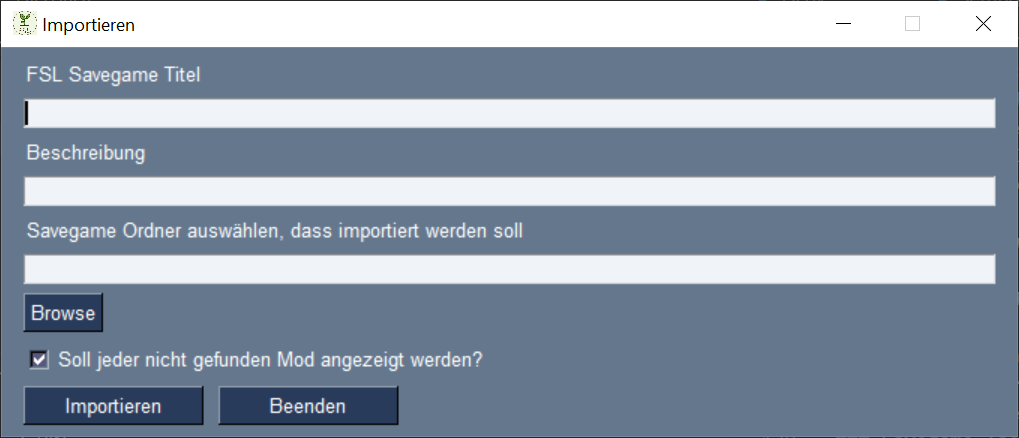 Importieren
FSL Savegame Titel
Beschreibung
Savegame Ordner auswählen, dass importiert werden soll
Browse
Soll jeder nicht gefunden Mod angezeigt werden?
Importieren Beenden